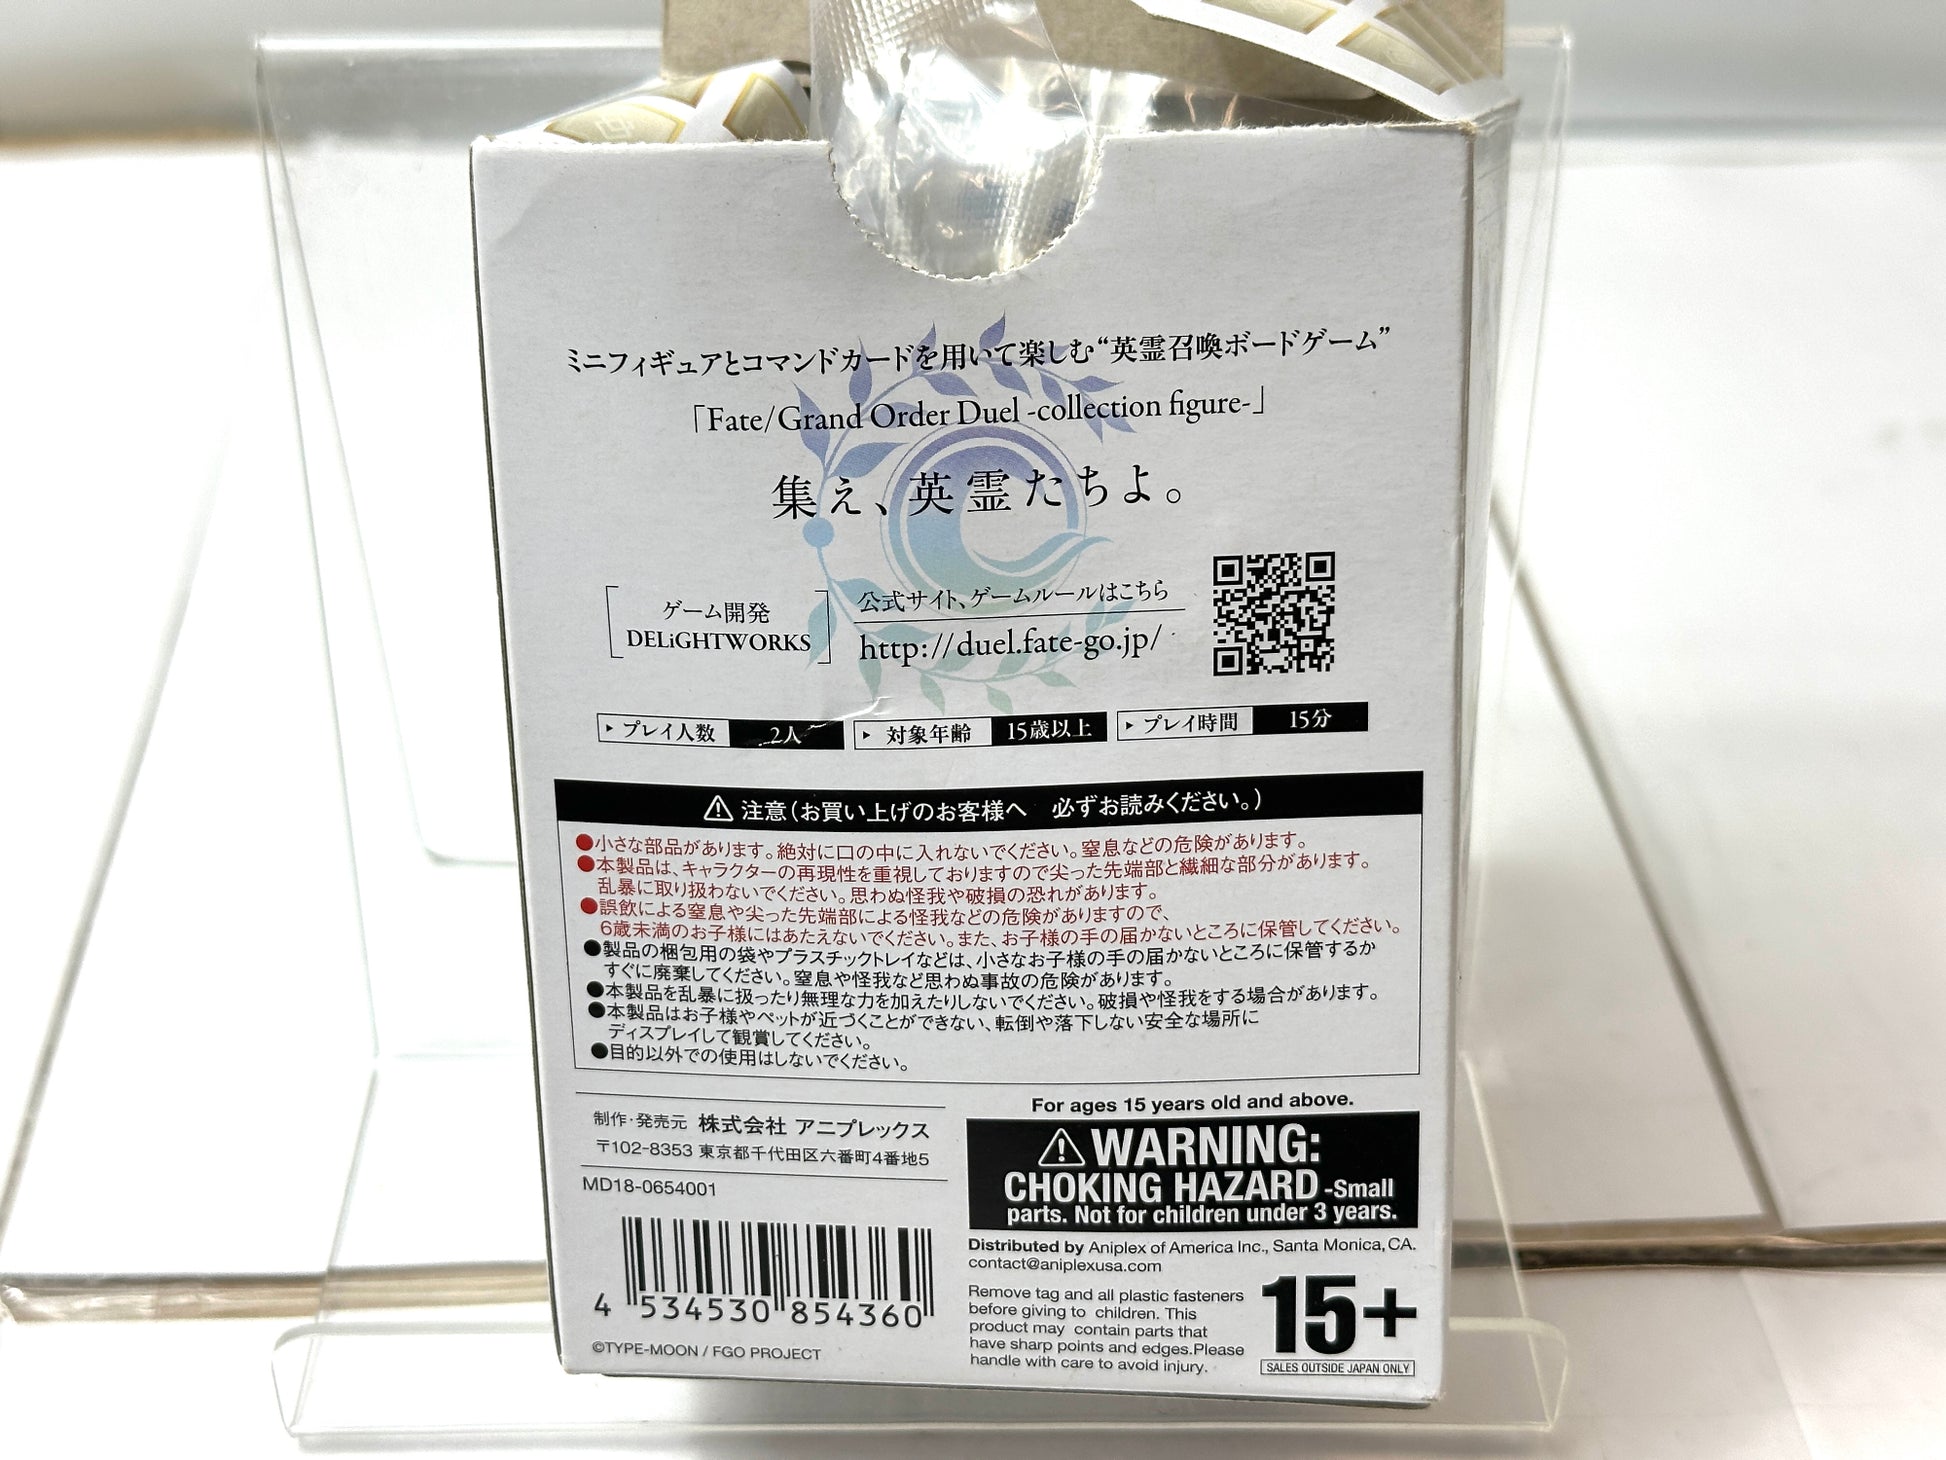 ミニフィギュアとコマンドカードを用いて楽しむ“英霊召喚ボードゲーム”
「Fate/Grand Order Duel -collection figure-」
集え、英霊たちよ。
ゲーム開発
DELiGHTWORKS
公式サイト、ゲームルールはこちら
http://duel.fate-go.jp/
▶ プレイ人数 2人 ▶ 対象年齢 15歳以上 ▶ プレイ時間 15分
⚠ 注意(お買い上げのお客様へ 必ずお読みください。)
●小さな部品があります。絶対に口の中に入れないでください。窒息などの危険があります。
●本製品は、キャラクターの再現性を重視しておりますので尖った先端部と繊細な部分があります。
乱暴に取り扱わないでください。思わぬ怪我や破損の恐れがあります。
●誤飲による窒息や尖った先端部による怪我などの危険がありますので、
6歳未満のお子様にはあたえないでください。また、お子様の手の届かないところに保管してください。
●製品の梱包用の袋やプラスチックトレイなどは、小さなお子様の手の届かないところに保管するか
すぐに廃棄してください。窒息や怪我など思わぬ事故の危険があります。
●本製品を乱暴に扱ったり無理な力を加えたりしないでください。破損や怪我をする場合があります。
●本製品はお子様やペットが近づくことができない、転倒や落下しない安全な場所に
ディスプレイして観賞してください。
●目的以外での使用はしないでください。
制作・発売元 株式会社 アニプレックス
〒102-8353 東京都千代田区六番町4番地5
MD18-0654001
4 534530 854360
©TYPE-MOON / FGO PROJECT
For ages 15 years old and above.
⚠ WARNING:
CHOKING HAZARD -Small
parts. Not for children under 3 years.
Distributed by Aniplex of America Inc., Santa Monica, CA.
contact@aniplexusa.com
Remove tag and all plastic fasteners
before giving to children. This
product may contain parts that
have sharp points and edges.Please
handle with care to avoid injury.
15+
SALES OUTSIDE JAPAN ONLY